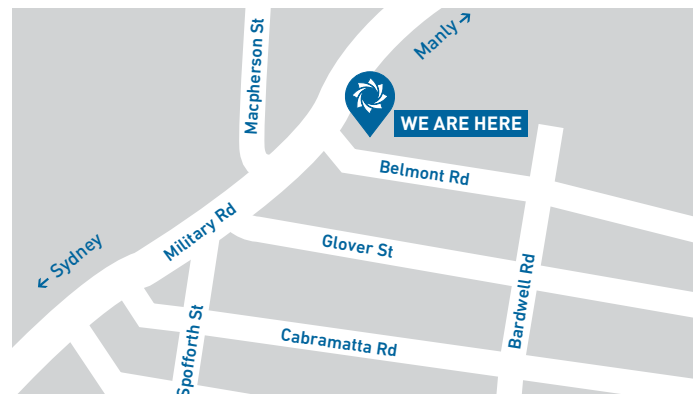 Macpherson St
Manly →
WE ARE HERE
Belmont Rd
Military Rd
← Sydney
Glover St
Bardwell Rd
Spofforth St
Cabramatta Rd